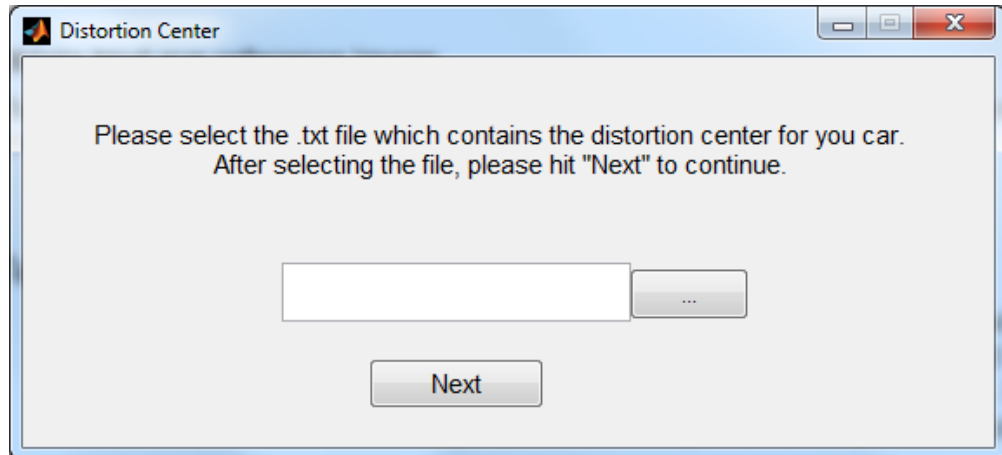 Distortion Center
Please select the .txt file which contains the distortion center for you car.
After selecting the file, please hit "Next" to continue.
...
Next